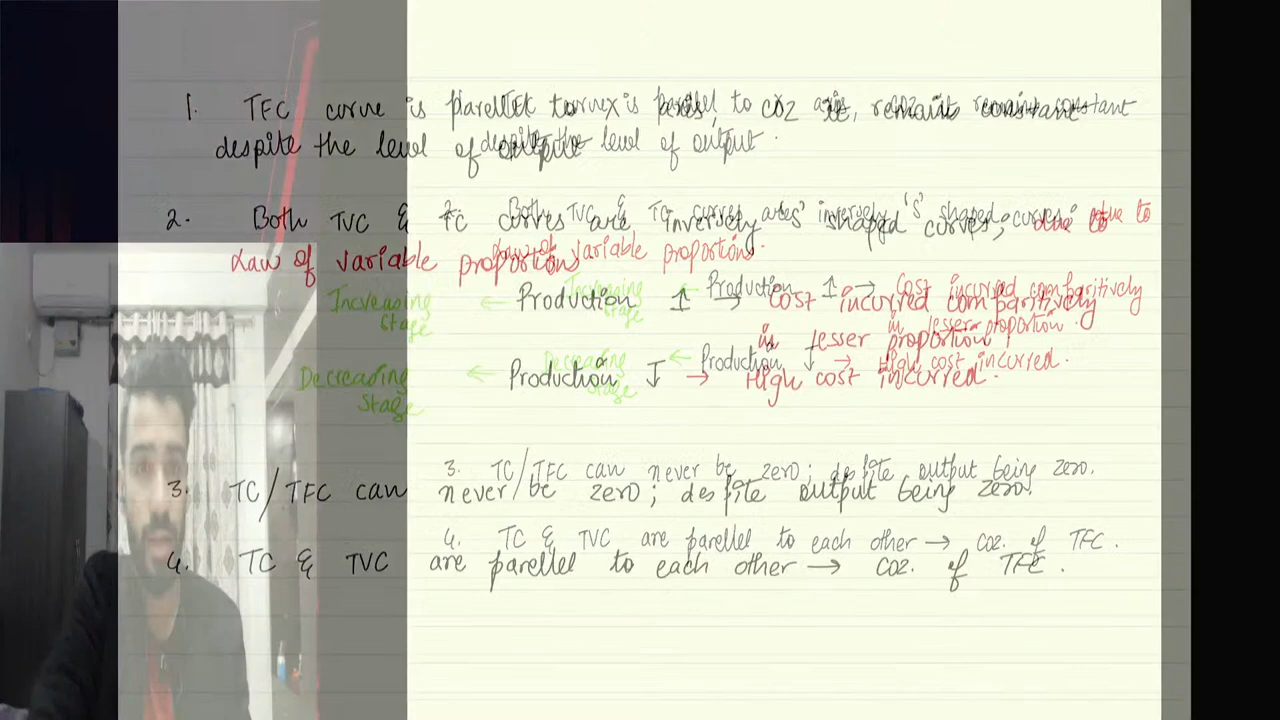 1. TFC curve is parellel to x axis, coz it remains constant
despite the level of output.
2. Both TVC & TC curves are inversely 's' shaped curves; due to
Law of variable proportion.
Increasing Stage ← Production ↑ → Cost incurred comparitively
in lesser proportion.
Decreasing Stage ← Production ↓ → High cost incurred.
3. TC/TFC can never be zero; despite output being zero.
4. TC & TVC are parellel to each other → coz. of TFC.